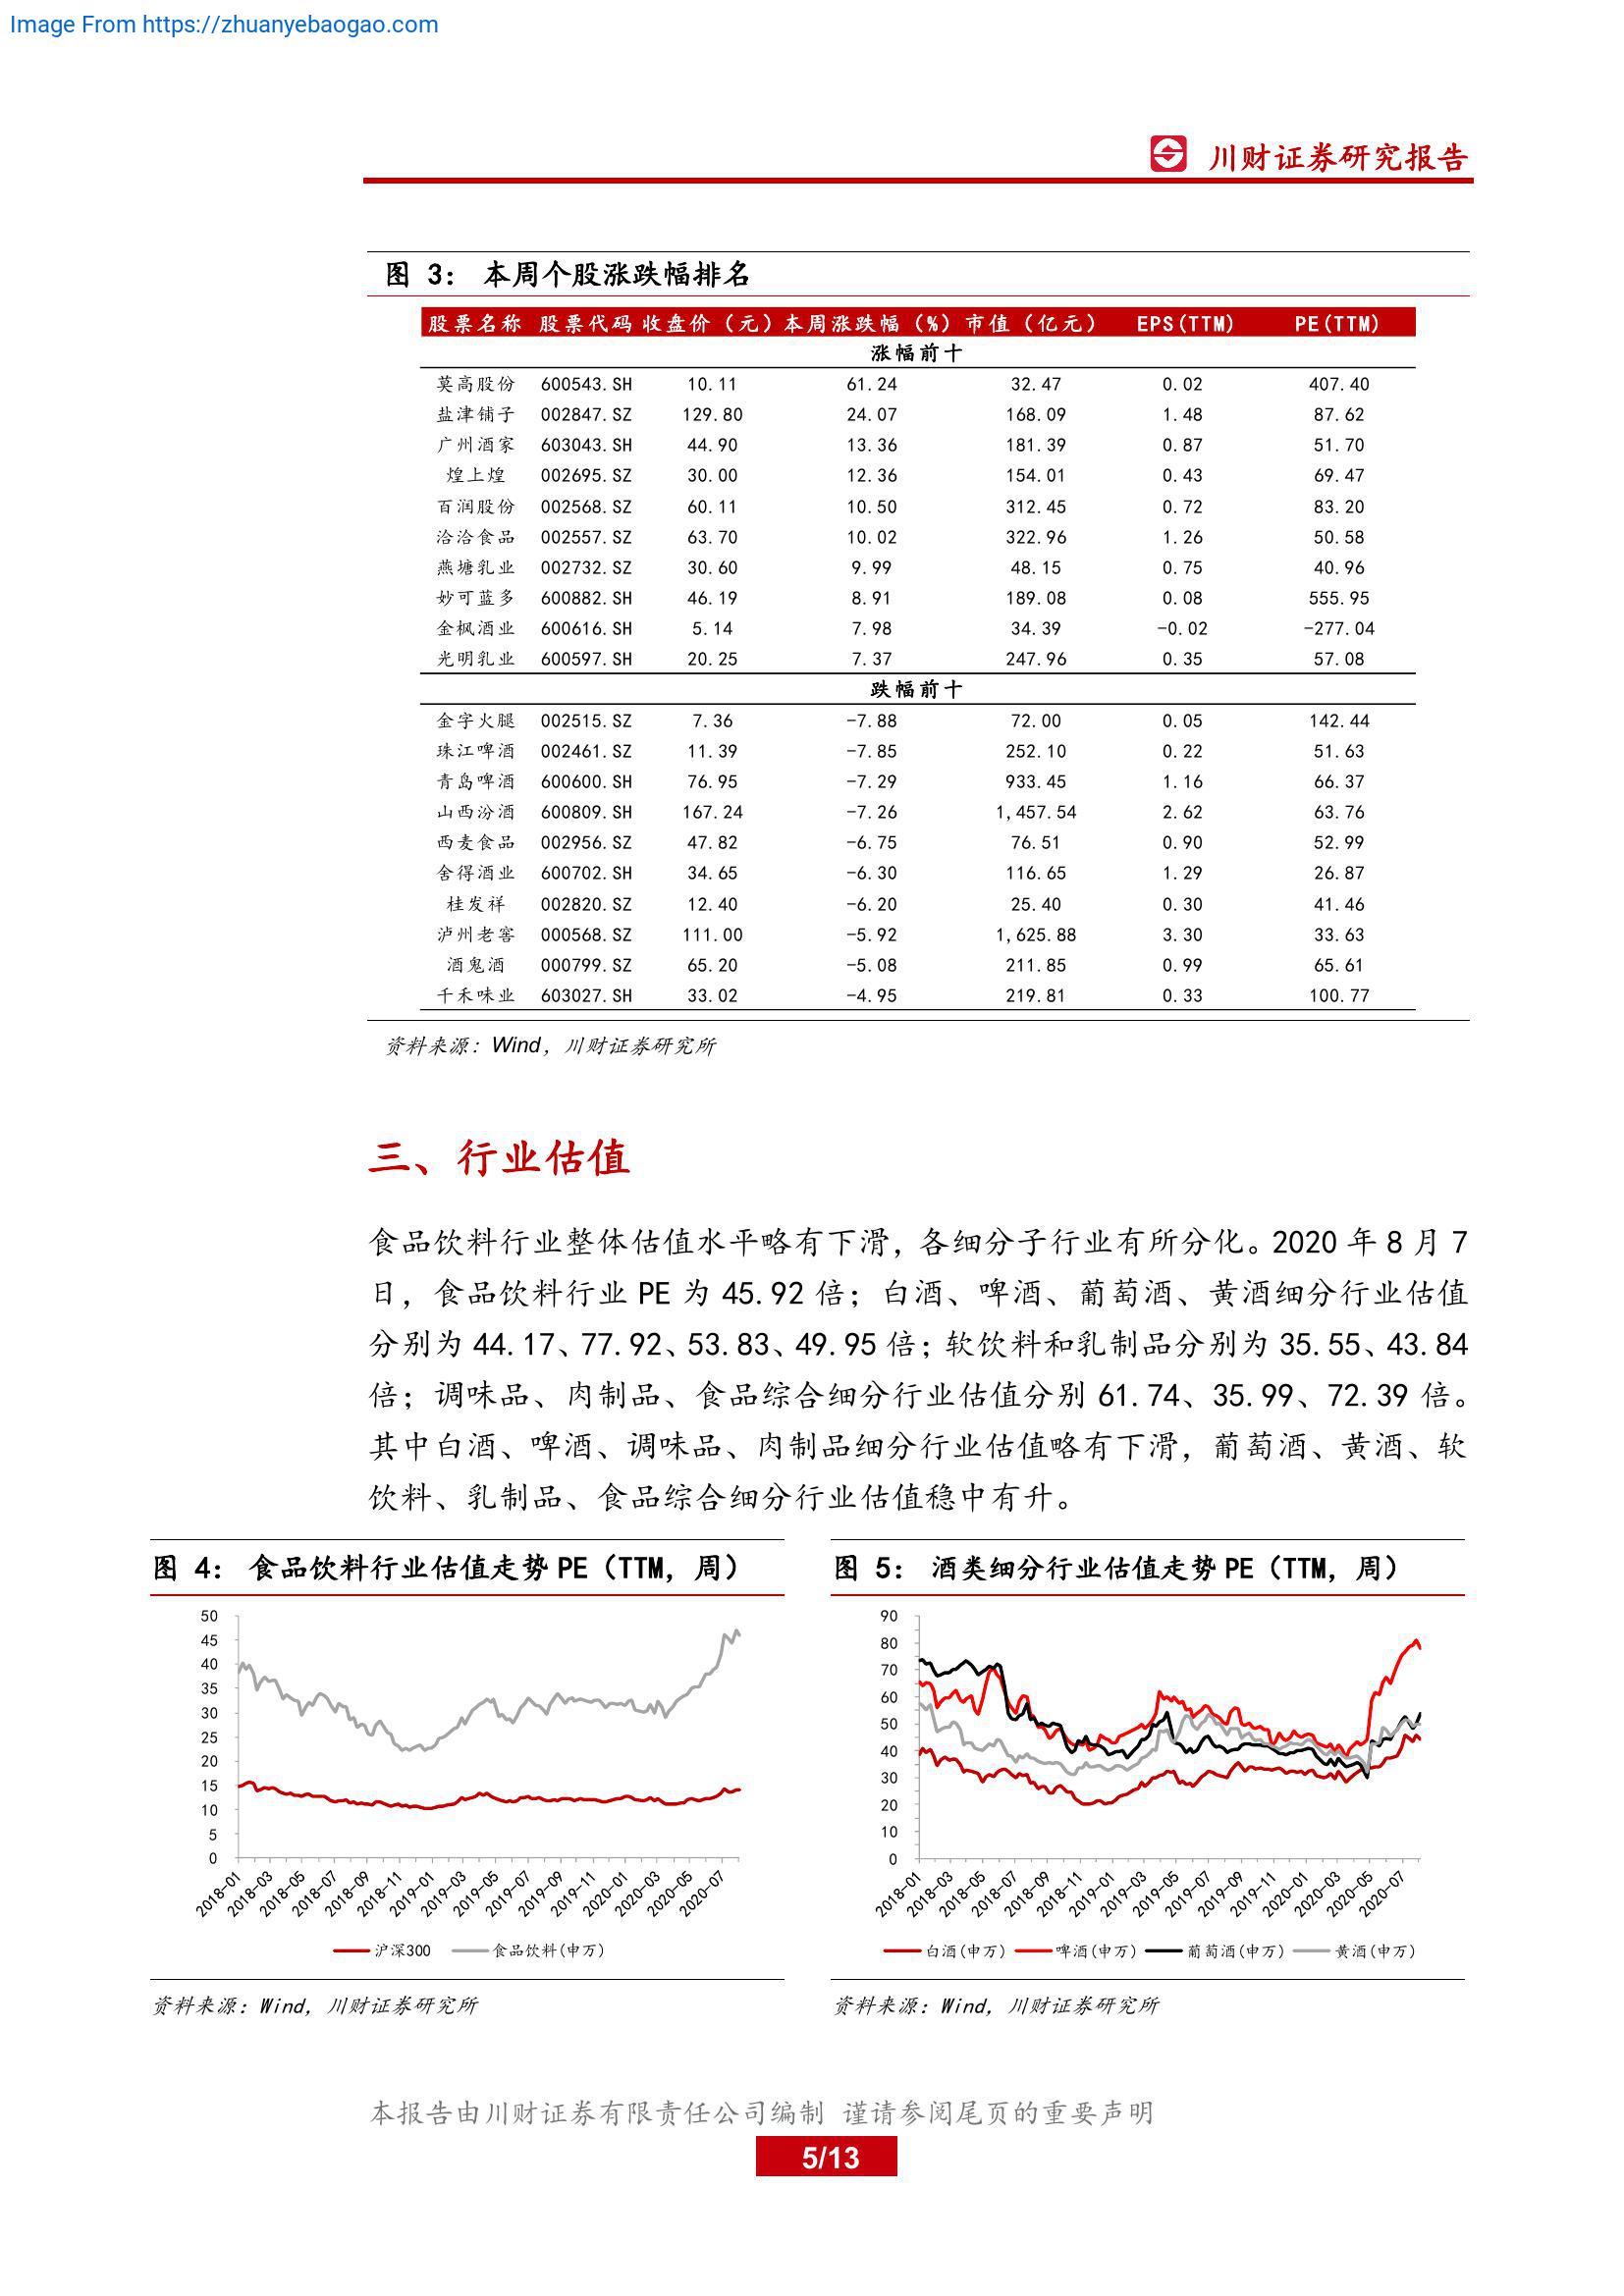 Image From https://zhuanyebaogao.com
川财证券研究报告
图 3： 本周个股涨跌幅排名
股票名称 股票代码 收盘价（元） 本周涨跌幅（%） 市值（亿元） EPS(TTM) PE(TTM)
涨幅前十
莫高股份 600543.SH 10.11 61.24 32.47 0.02 407.40
盐津铺子 002847.SZ 129.80 24.07 168.09 1.48 87.62
广州酒家 603043.SH 44.90 13.36 181.39 0.87 51.70
煌上煌 002695.SZ 30.00 12.36 154.01 0.43 69.47
百润股份 002568.SZ 60.11 10.50 312.45 0.72 83.20
洽洽食品 002557.SZ 63.70 10.02 322.96 1.26 50.58
燕塘乳业 002732.SZ 30.60 9.99 48.15 0.75 40.96
妙可蓝多 600882.SH 46.19 8.91 189.08 0.08 555.95
金枫酒业 600616.SH 5.14 7.98 34.39 -0.02 -277.04
光明乳业 600597.SH 20.25 7.37 247.96 0.35 57.08
跌幅前十
金字火腿 002515.SZ 7.36 -7.88 72.00 0.05 142.44
珠江啤酒 002461.SZ 11.39 -7.85 252.10 0.22 51.63
青岛啤酒 600600.SH 76.95 -7.29 933.45 1.16 66.37
山西汾酒 600809.SH 167.24 -7.26 1,457.54 2.62 63.76
西麦食品 002956.SZ 47.82 -6.75 76.51 0.90 52.99
舍得酒业 600702.SH 34.65 -6.30 116.65 1.29 26.87
桂发祥 002820.SZ 12.40 -6.20 25.40 0.30 41.46
泸州老窖 000568.SZ 111.00 -5.92 1,625.88 3.30 33.63
酒鬼酒 000799.SZ 65.20 -5.08 211.85 0.99 65.61
千禾味业 603027.SH 33.02 -4.95 219.81 0.33 100.77
资料来源：Wind，川财证券研究所
三、行业估值
食品饮料行业整体估值水平略有下滑，各细分子行业有所分化。2020 年 8 月 7
日，食品饮料行业 PE 为 45.92 倍；白酒、啤酒、葡萄酒、黄酒细分行业估值
分别为 44.17、77.92、53.83、49.95 倍；软饮料和乳制品分别为 35.55、43.84
倍；调味品、肉制品、食品综合细分行业估值分别 61.74、35.99、72.39 倍。
其中白酒、啤酒、调味品、肉制品细分行业估值略有下滑，葡萄酒、黄酒、软
饮料、乳制品、食品综合细分行业估值稳中有升。
图 4： 食品饮料行业估值走势 PE（TTM，周）
50
45
40
35
30
25
20
15
10
5
0
2018-01 2018-03 2018-05 2018-07 2018-09 2018-11 2019-01 2019-03 2019-05 2019-07 2019-09 2019-11 2020-01 2020-03 2020-05 2020-07
沪深300 食品饮料(申万)
资料来源：Wind，川财证券研究所
图 5： 酒类细分行业估值走势 PE（TTM，周）
90
80
70
60
50
40
30
20
10
0
2018-01 2018-03 2018-05 2018-07 2018-09 2018-11 2019-01 2019-03 2019-05 2019-07 2019-09 2019-11 2020-01 2020-03 2020-05 2020-07
白酒(申万) 啤酒(申万) 葡萄酒(申万) 黄酒(申万)
资料来源：Wind，川财证券研究所
本报告由川财证券有限责任公司编制 谨请参阅尾页的重要声明
5/13